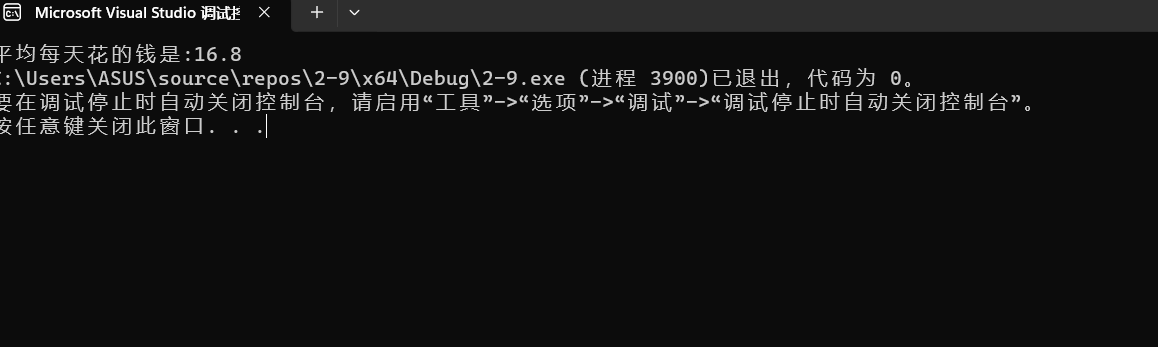 Microsoft Visual Studio 调试
平均每天花的钱是:16.8
:\Users\ASUS\source\repos\2-9\x64\Debug\2-9.exe (进程 3900)已退出，代码为 0。
要在调试停止时自动关闭控制台，请启用“工具”->“选项”->“调试”->“调试停止时自动关闭控制台”。
按任意键关闭此窗口. . .